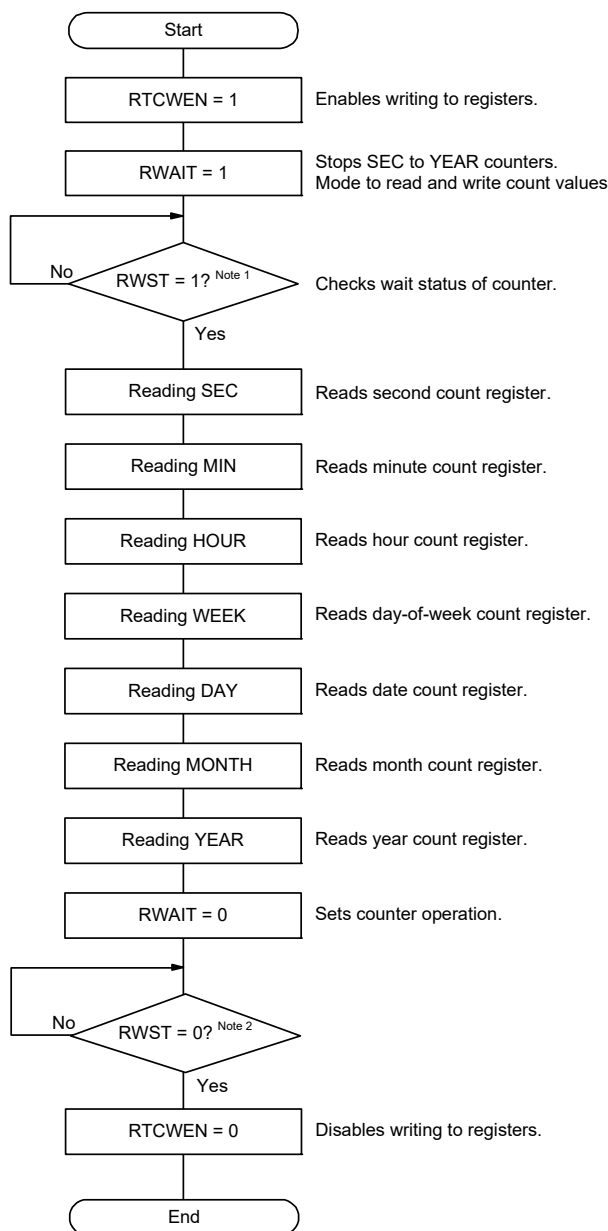 Start
RTCWEN = 1
Enables writing to registers.
RWAIT = 1
Stops SEC to YEAR counters.
Mode to read and write count values
No
RWST = 1? Note 1
Checks wait status of counter.
Yes
Reading SEC
Reads second count register.
Reading MIN
Reads minute count register.
Reading HOUR
Reads hour count register.
Reading WEEK
Reads day-of-week count register.
Reading DAY
Reads date count register.
Reading MONTH
Reads month count register.
Reading YEAR
Reads year count register.
RWAIT = 0
Sets counter operation.
No
RWST = 0? Note 2
Yes
RTCWEN = 0
Disables writing to registers.
End